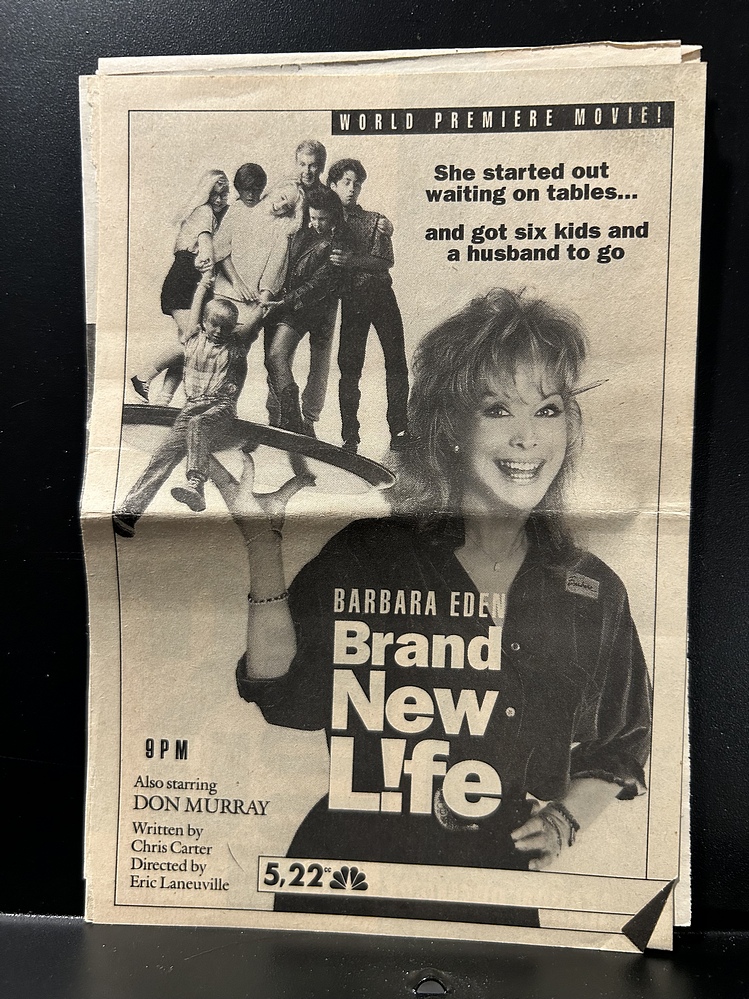 WORLD PREMIERE MOVIE!
She started out
waiting on tables...
and got six kids and
a husband to go
BARBARA EDEN
Brand
New
L!fe
9PM
Also starring
DON MURRAY
Written by
Chris Carter
Directed by
Eric Laneuville
5,22